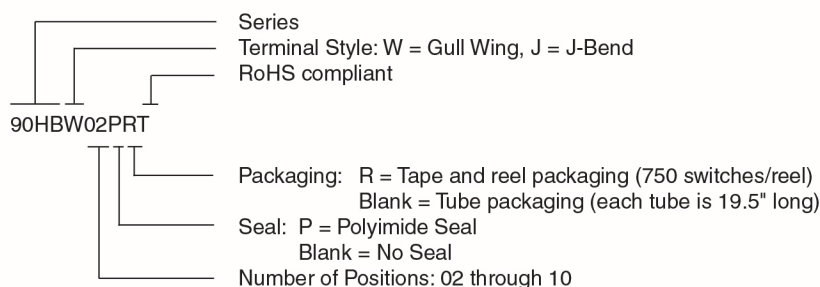 Series
Terminal Style: W = Gull Wing, J = J-Bend
RoHS compliant
90HBW02PRT
Packaging: R = Tape and reel packaging (750 switches/reel)
Blank = Tube packaging (each tube is 19.5" long)
Seal: P = Polyimide Seal
Blank = No Seal
Number of Positions: 02 through 10